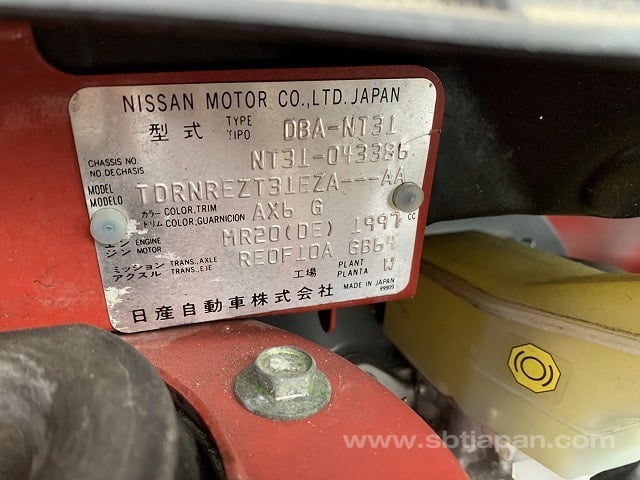 NISSAN MOTOR CO.,LTD. JAPAN
型式 TYPE TIPO DBA-NT31
CHASSIS NO. NO DE CHASIS NT31-043386
MODEL MODELO TDRNREZT31EZA---AA
カラー トリム COLOR,TRIM COLOR,GUARNICION AX6 G
エンジン ENGINE MOTOR MR20(DE) 1997 CC
ミッション アクスル TRANS.,AXLE TRANS.,EJE RE0F10A GB64
工場 PLANT PLANTA W
日産自動車株式会社 MADE IN JAPAN
www.sbtjapan.com